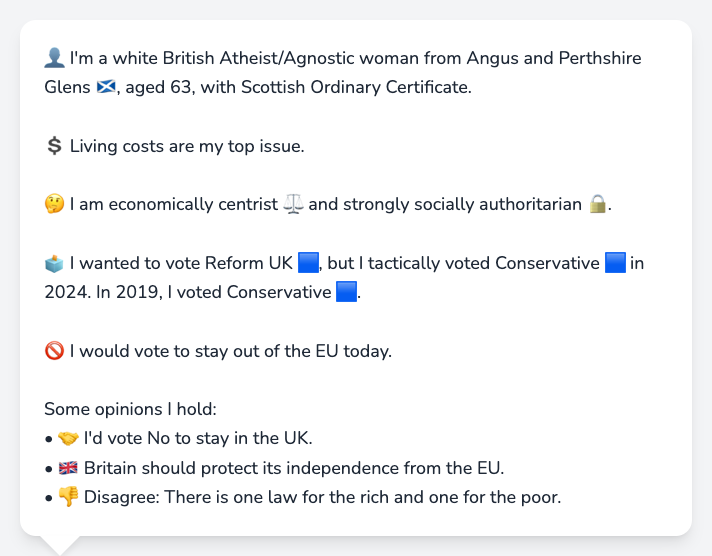 👤 I'm a white British Atheist/Agnostic woman from Angus and Perthshire
Glens 🏴󠁧󠁢󠁳󠁣󠁴󠁿, aged 63, with Scottish Ordinary Certificate.
💲 Living costs are my top issue.
🤔 I am economically centrist ⚖️ and strongly socially authoritarian 🔒.
🗳️ I wanted to vote Reform UK 🟦, but I tactically voted Conservative 🟦 in
2024. In 2019, I voted Conservative 🟦.
🚫 I would vote to stay out of the EU today.
Some opinions I hold:
• 🤝 I'd vote No to stay in the UK.
• 🇬🇧 Britain should protect its independence from the EU.
• 👎 Disagree: There is one law for the rich and one for the poor.